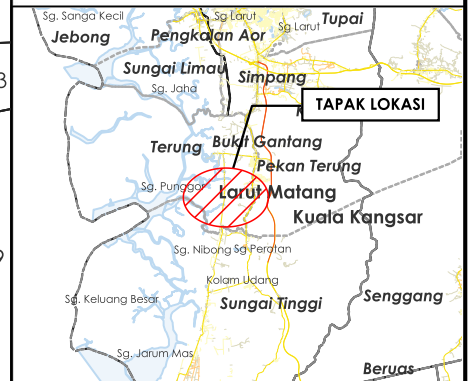 Sg. Sanga Kecil
Sg Larut
Tupai
Jebong
Pengkalan Aor
Sg Larut
Sungai Limau
Simpang
Sg. Jaha
TAPAK LOKASI
Terung
Bukit Gantang
Pekan Terung
Sg. Punggor
Larut Matang
Kuala Kangsar
Sg. Nibong
Sg Perotan
Kolam Udang
Sg. Keluang Besar
Sungai Tinggi
Senggang
Sg. Jarum Mas
Beruas